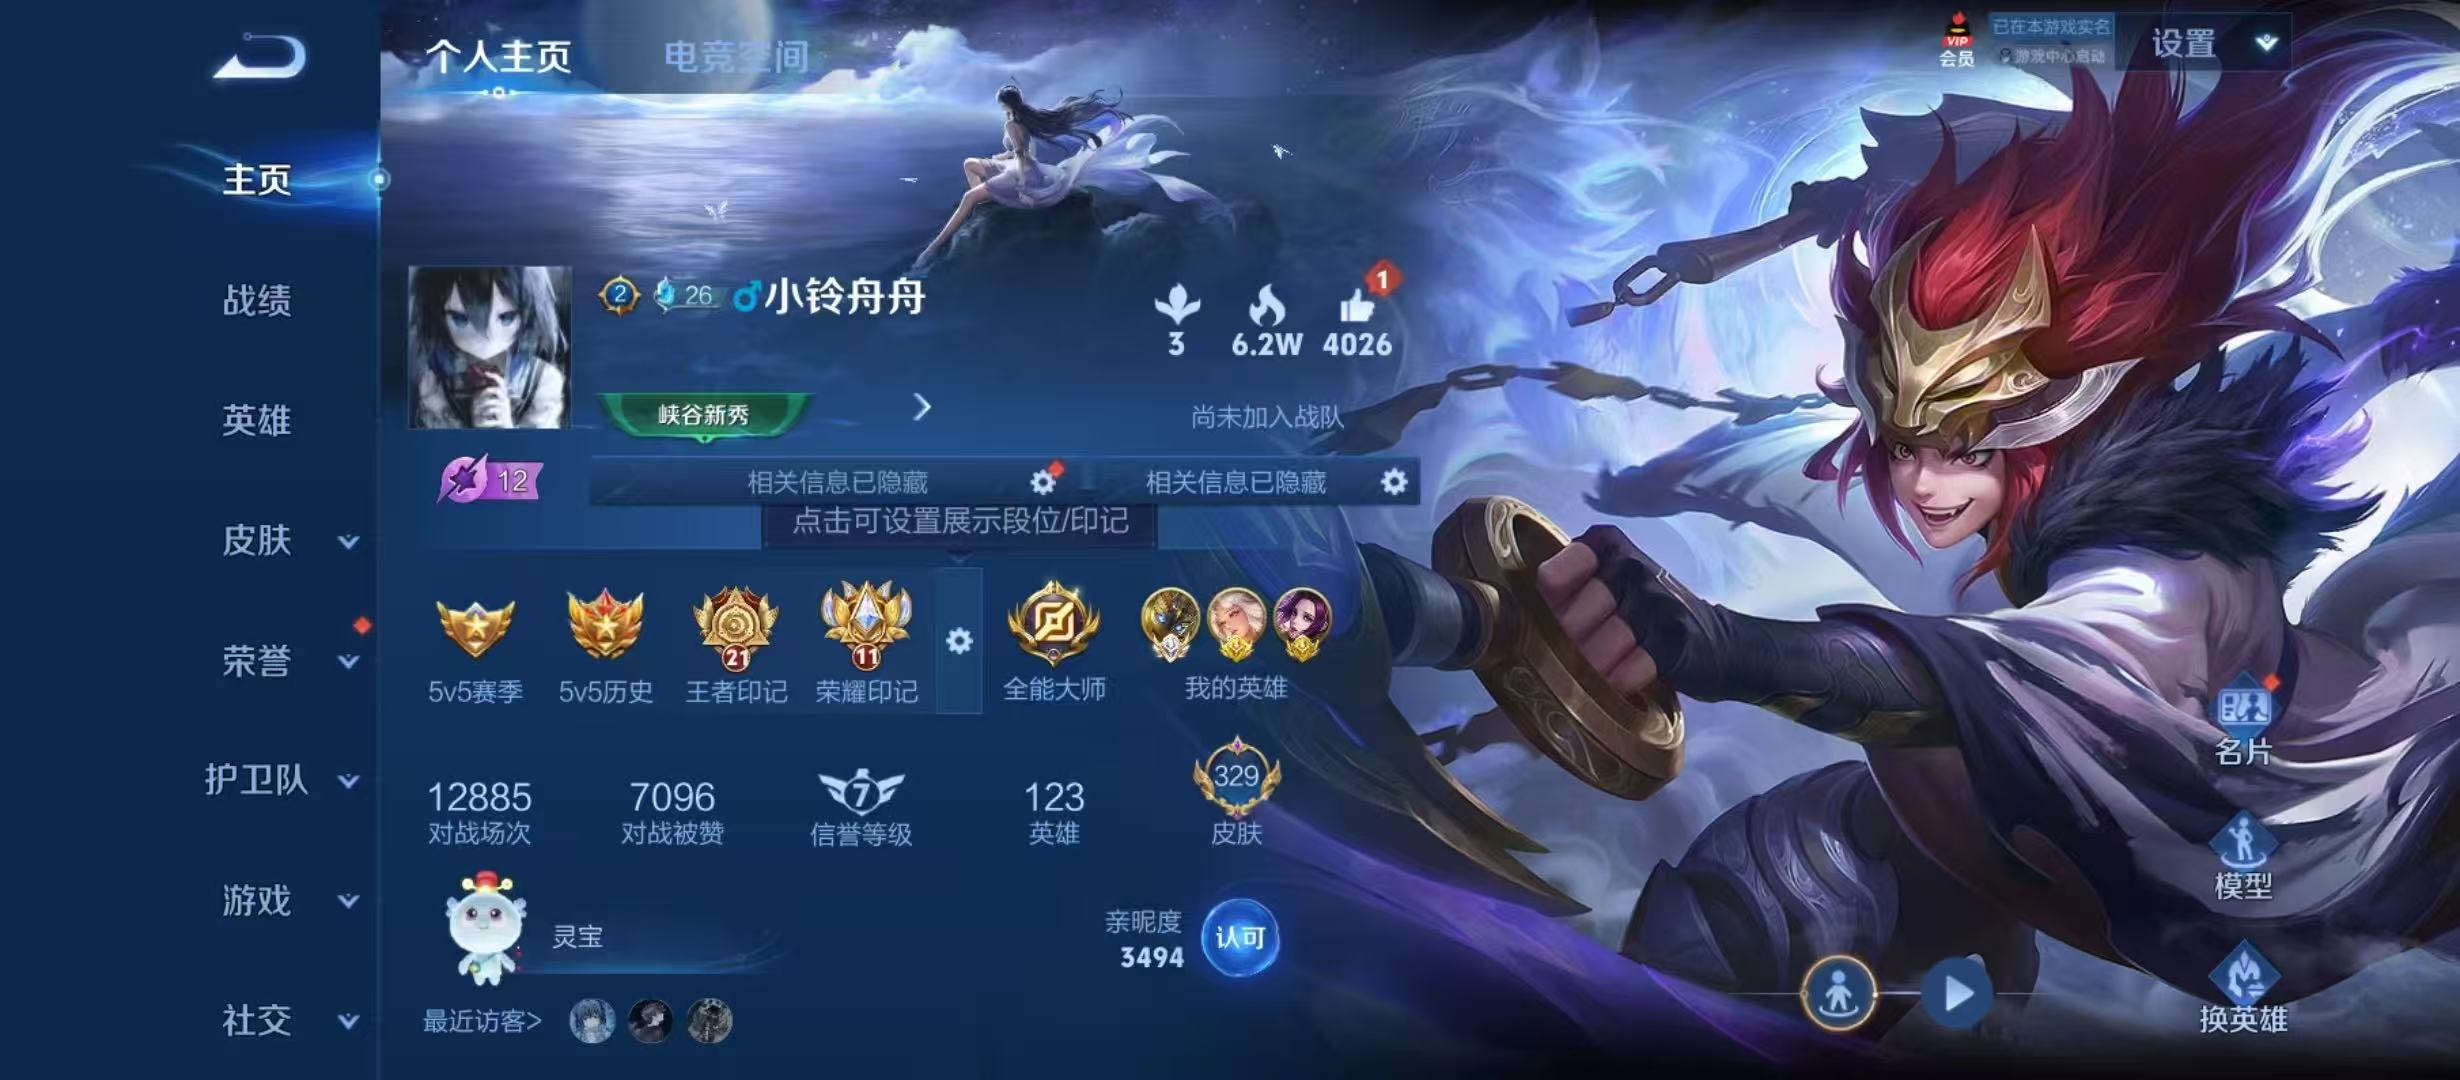 个人主页
电竞空间
VIP
会员
已在本游戏实名
游戏中心启动
设置
主页
战绩
英雄
皮肤
荣誉
护卫队
游戏
社交
2
26
小铃舟舟
3
6.2W
1
4026
峡谷新秀
尚未加入战队
12
相关信息已隐藏
相关信息已隐藏
点击可设置展示段位/印记
5v5赛季
5v5历史
21
王者印记
11
荣耀印记
全能大师
我的英雄
12885
对战场次
7096
对战被赞
7
信誉等级
123
英雄
329
皮肤
灵宝
亲昵度
3494
认可
最近访客>
名片
模型
换英雄